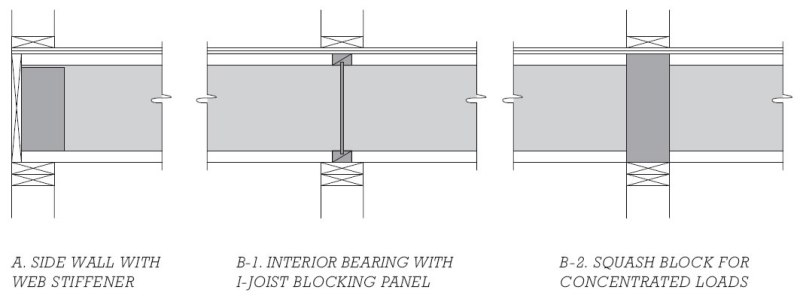 A. SIDE WALL WITH
WEB STIFFENER
B-1. INTERIOR BEARING WITH
I-JOIST BLOCKING PANEL
B-2. SQUASH BLOCK FOR
CONCENTRATED LOADS